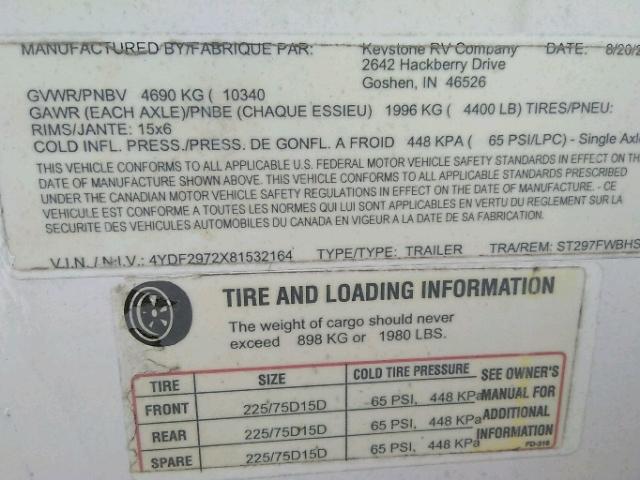 MANUFACTURED BY/FABRIQUE PAR: Keystone RV Company DATE: 8/20/2
2642 Hackberry Drive
Goshen, IN 46526
GVWR/PNBV 4690 KG ( 10340
GAWR (EACH AXLE)/PNBE (CHAQUE ESSIEU) 1996 KG ( 4400 LB) TIRES/PNEU:
RIMS/JANTE: 15x6
COLD INFL. PRESS./PRESS. DE GONFL. A FROID 448 KPA ( 65 PSI/LPC) - Single Axle
THIS VEHICLE CONFORMS TO ALL APPLICABLE U.S. FEDERAL MOTOR VEHICLE SAFETY STANDARDS IN EFFECT ON THE
DATE OF MANUFACTURE SHOWN ABOVE. THIS VEHICLE CONFORMS TO ALL APPLICABLE STANDARDS PRESCRIBED
UNDER THE CANADIAN MOTOR VEHICLE SAFETY REGULATIONS IN EFFECT ON THE DATE OF MANUFACTURE. - CE
VEHICULE EST CONFORME A TOUTES LES NORMES QUI LUI SONT APPLICABLES EN VERTU DU REGLEMENT SUR LA
SECURITE DES VEHICULES AUTOMOBILES DU CANADA EN VIGEUR A LA DATE DE SA FABRICATION.
V.I.N. / N·I.V.: 4YDF2972X81532164 TYPE/TYPE: TRAILER TRA/REM: ST297FWBHS
TIRE AND LOADING INFORMATION
The weight of cargo should never
exceed 898 KG or 1980 LBS.
TIRE SIZE COLD TIRE PRESSURE SEE OWNER'S
FRONT 225/75D15D 65 PSI, 448 KPa MANUAL FOR
REAR 225/75D15D 65 PSI, 448 KPa ADDITIONAL
SPARE 225/75D15D 65 PSI, 448 KPa INFORMATION
FD-316